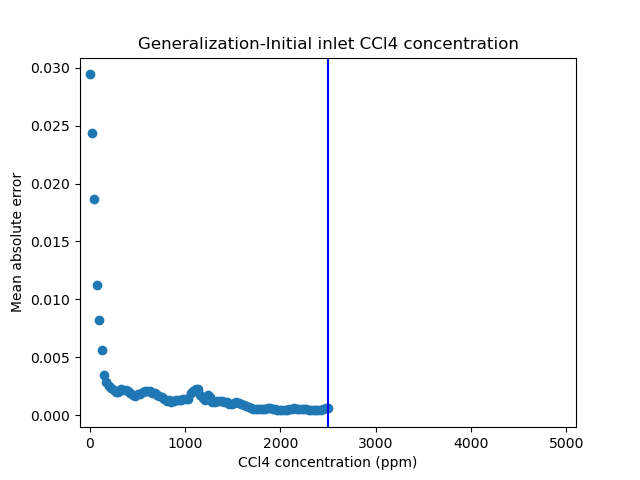 Generalization-Initial inlet CCl4 concentration
0.030
0.025
0.020
0.015
0.010
0.005
0.000
Mean absolute error
0 1000 2000 3000 4000 5000
CCl4 concentration (ppm)